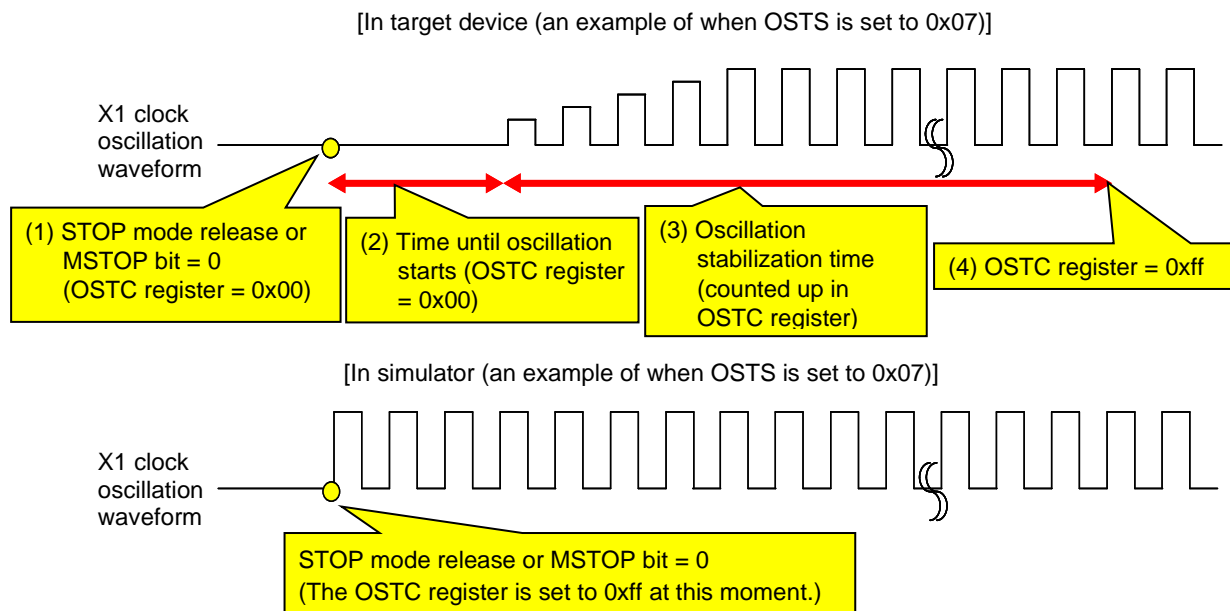 [In target device (an example of when OSTS is set to 0x07)]
X1 clock
oscillation
waveform
(1) STOP mode release or
MSTOP bit = 0
(OSTC register = 0x00)
(2) Time until oscillation
starts (OSTC register
= 0x00)
(3) Oscillation
stabilization time
(counted up in
OSTC register)
(4) OSTC register = 0xff
[In simulator (an example of when OSTS is set to 0x07)]
X1 clock
oscillation
waveform
STOP mode release or MSTOP bit = 0
(The OSTC register is set to 0xff at this moment.)